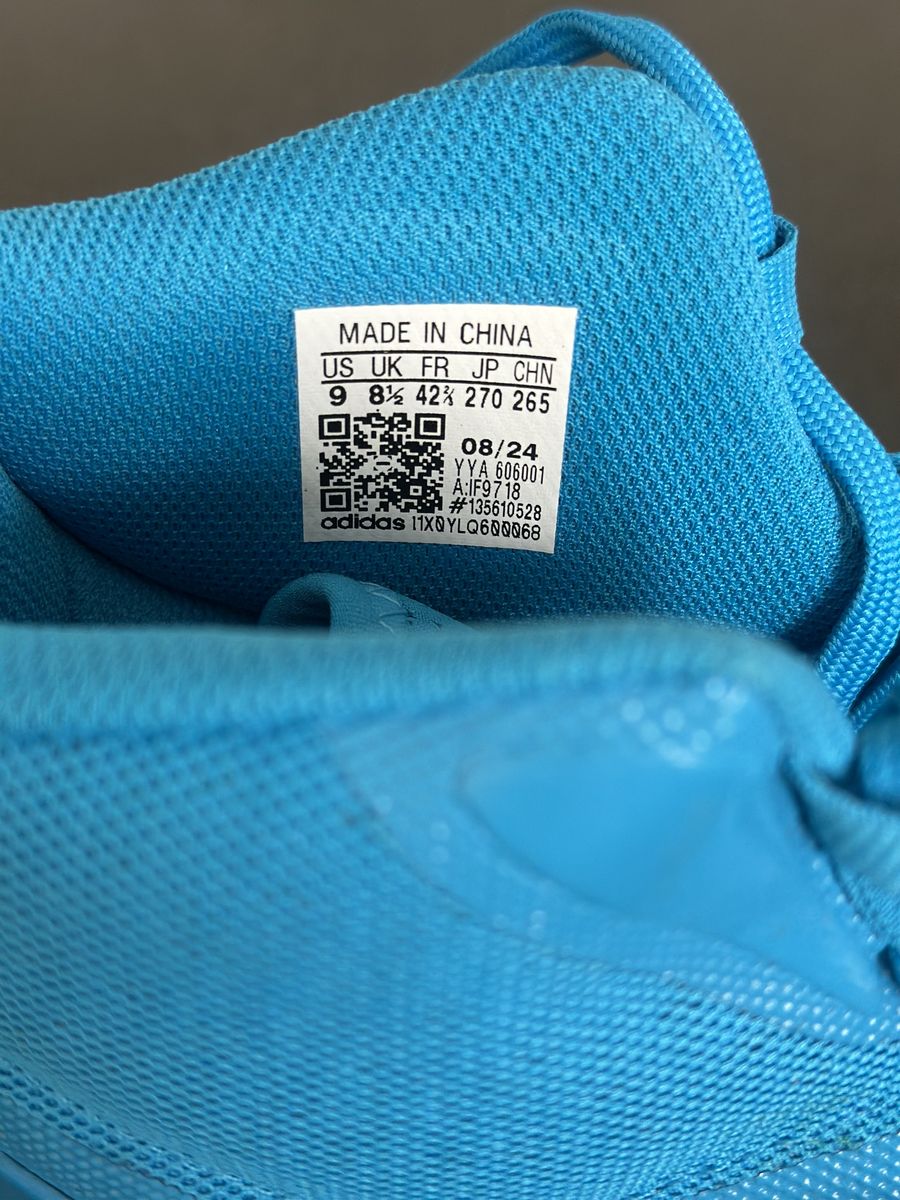 MADE IN CHINA
US UK FR JP CHN
9 8½ 42⅔ 270 265
08/24
YYA 606001
A:IF9718
#135610528
adidas 11X0YLQ600068